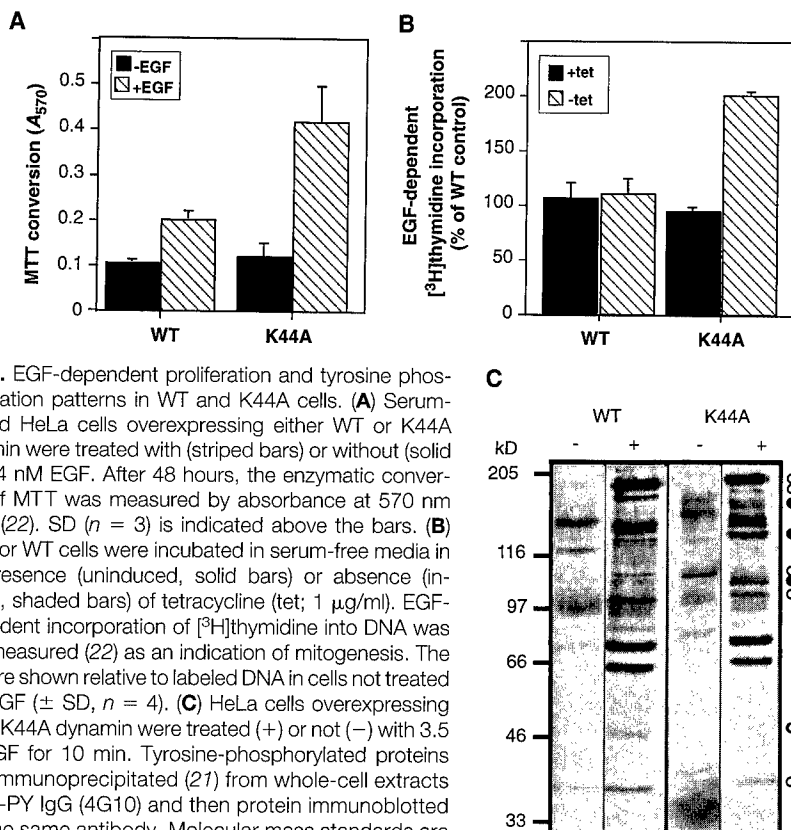 A
MTT conversion (A570)
0.5
0.4
0.3
0.2
0.1
0
-EGF
+EGF
WT
K44A
B
EGF-dependent
[3H]thymidine incorporation
(% of WT control)
200
150
100
50
0
+tet
-tet
WT
K44A
. EGF-dependent proliferation and tyrosine phos-
ation patterns in WT and K44A cells. (A) Serum-
d HeLa cells overexpressing either WT or K44A
in were treated with (striped bars) or without (solid
4 nM EGF. After 48 hours, the enzymatic conver-
f MTT was measured by absorbance at 570 nm
(22). SD (n = 3) is indicated above the bars. (B)
or WT cells were incubated in serum-free media in
resence (uninduced, solid bars) or absence (in-
, shaded bars) of tetracycline (tet; 1 μg/ml). EGF-
dent incorporation of [3H]thymidine into DNA was
measured (22) as an indication of mitogenesis. The
re shown relative to labeled DNA in cells not treated
GF (± SD, n = 4). (C) HeLa cells overexpressing
K44A dynamin were treated (+) or not (−) with 3.5
GF for 10 min. Tyrosine-phosphorylated proteins
mmunoprecipitated (21) from whole-cell extracts
-PY IgG (4G10) and then protein immunoblotted
e same antibody. Molecular mass standards are
C
WT K44A
kD - + - +
205
116
97
66
46
33